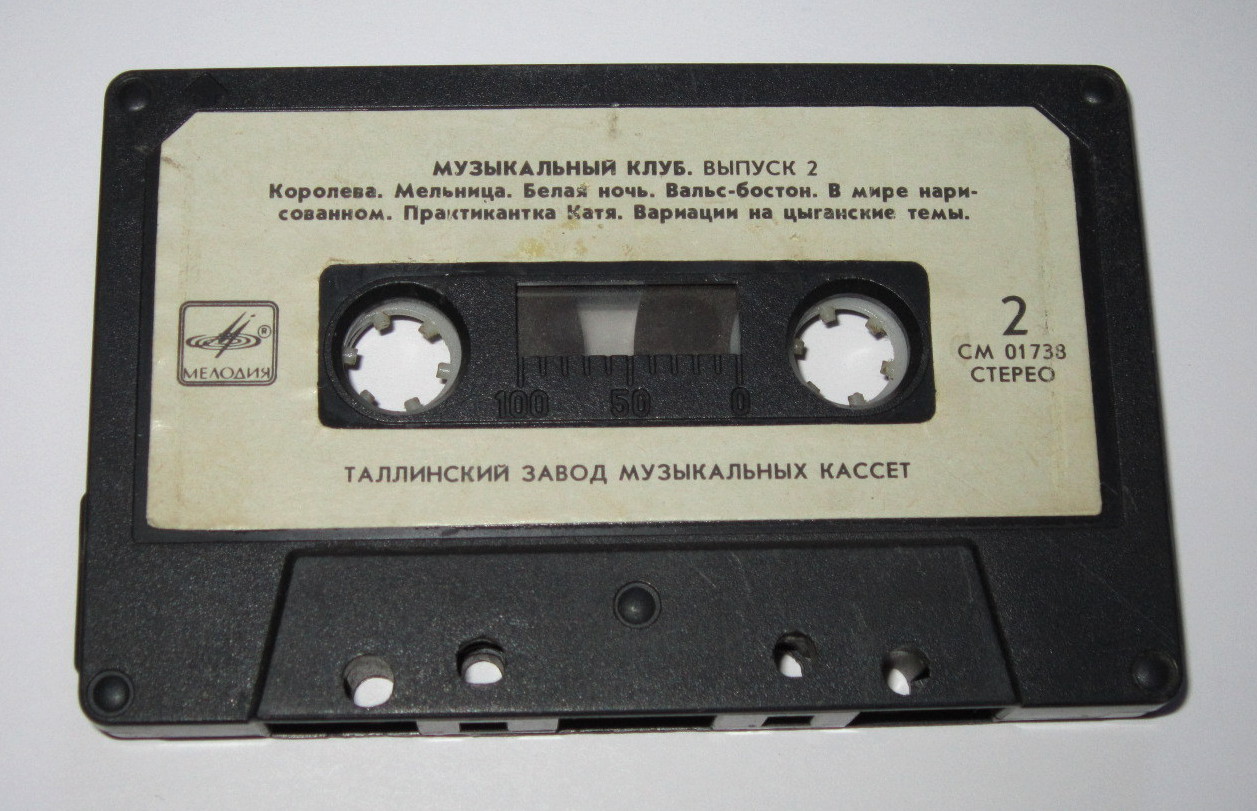 МУЗЫКАЛЬНЫЙ КЛУБ. ВЫПУСК 2
Королева. Мельница. Белая ночь. Вальс-бостон. В мире нари-
сованном. Практикантка Катя. Вариации на цыганские темы.
МЕЛОДИЯ ®
2
СМ 01738
СТЕРЕО
100 50 0
ТАЛЛИНСКИЙ ЗАВОД МУЗЫКАЛЬНЫХ КАССЕТ